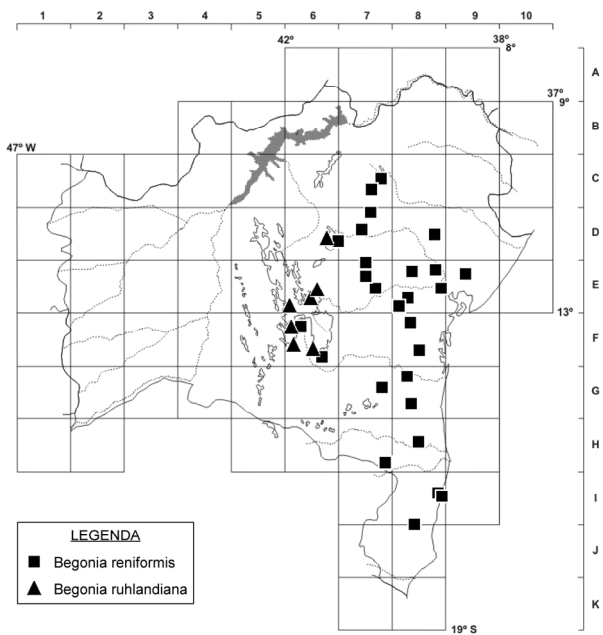 1 2 3 4 5 6 7 8 9 10
42° 38°
8°
A
37°
9°
B
47° W
C
D
E
13°
F
G
H
I
J
K
19° S
LEGENDA
Begonia reniformis
Begonia ruhlandiana